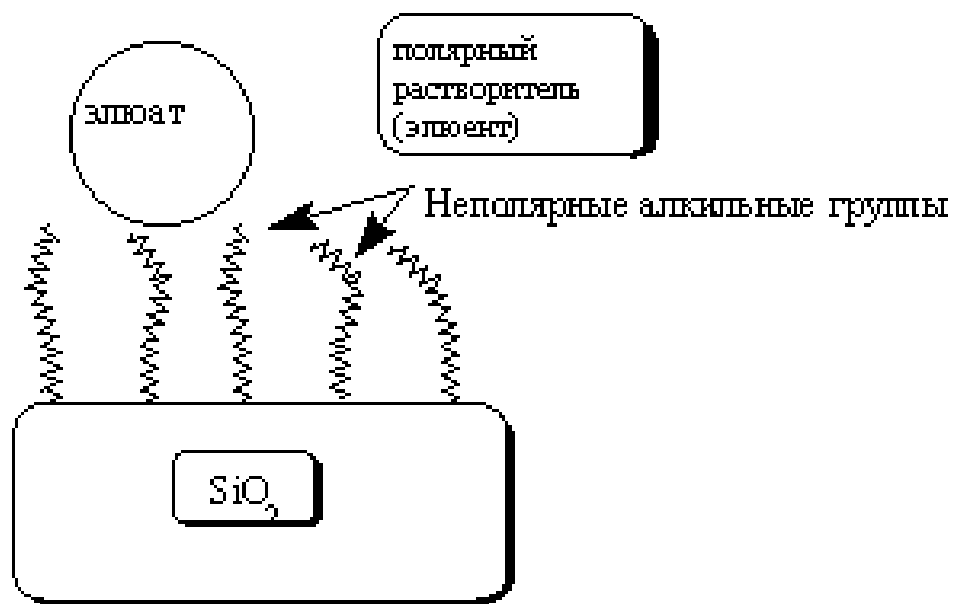 элюат
полярный
растворитель
(элюент)
Неполярные алкильные группы
SiO₂